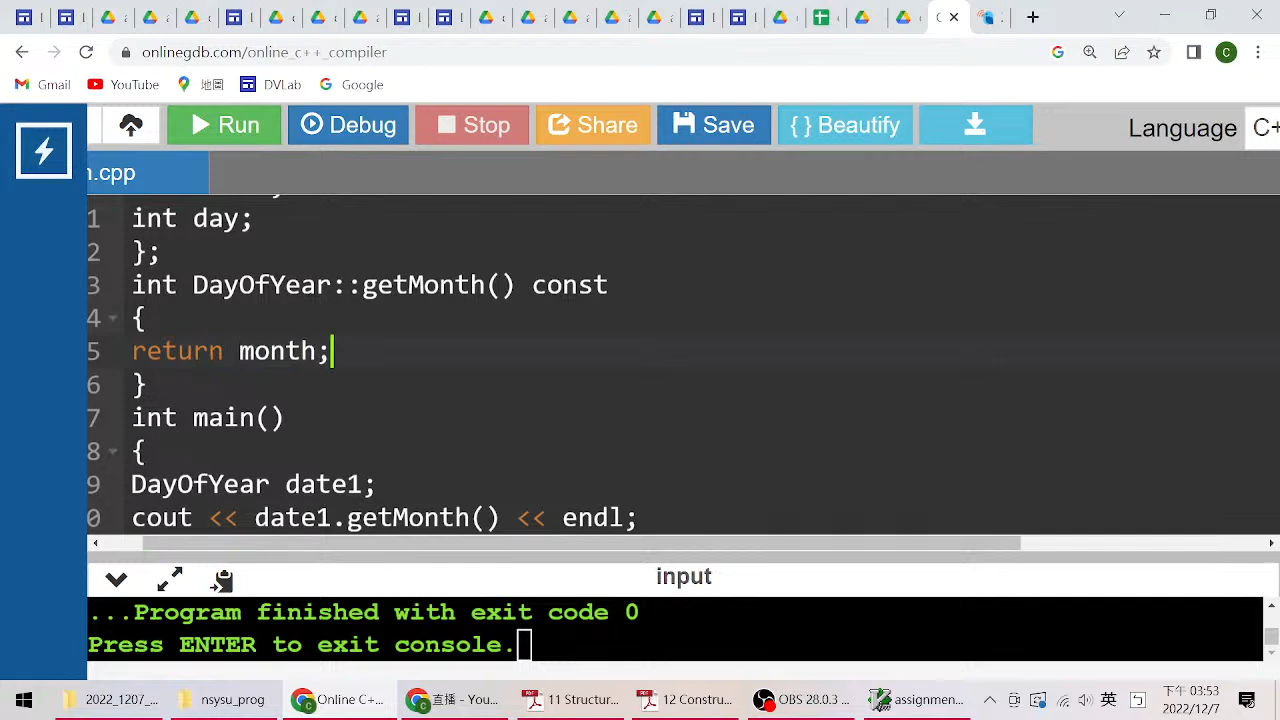 onlinegdb.com/online_c++_compiler
Gmail YouTube 地圖 DVLab Google
Run Debug Stop Share Save { } Beautify Language C+
n.cpp
1 int day;
2 };
3 int DayOfYear::getMonth() const
4 {
5 return month;
6 }
7 int main()
8 {
9 DayOfYear date1;
0 cout << date1.getMonth() << endl;
input
...Program finished with exit code 0
Press ENTER to exit console.
2022_1207... nsysu_prog Online C+... 直播 - You... 11 Structur... 12 Constru... OBS 28.0.3 ... assignmen... 英 下午 03:53
2022/12/7